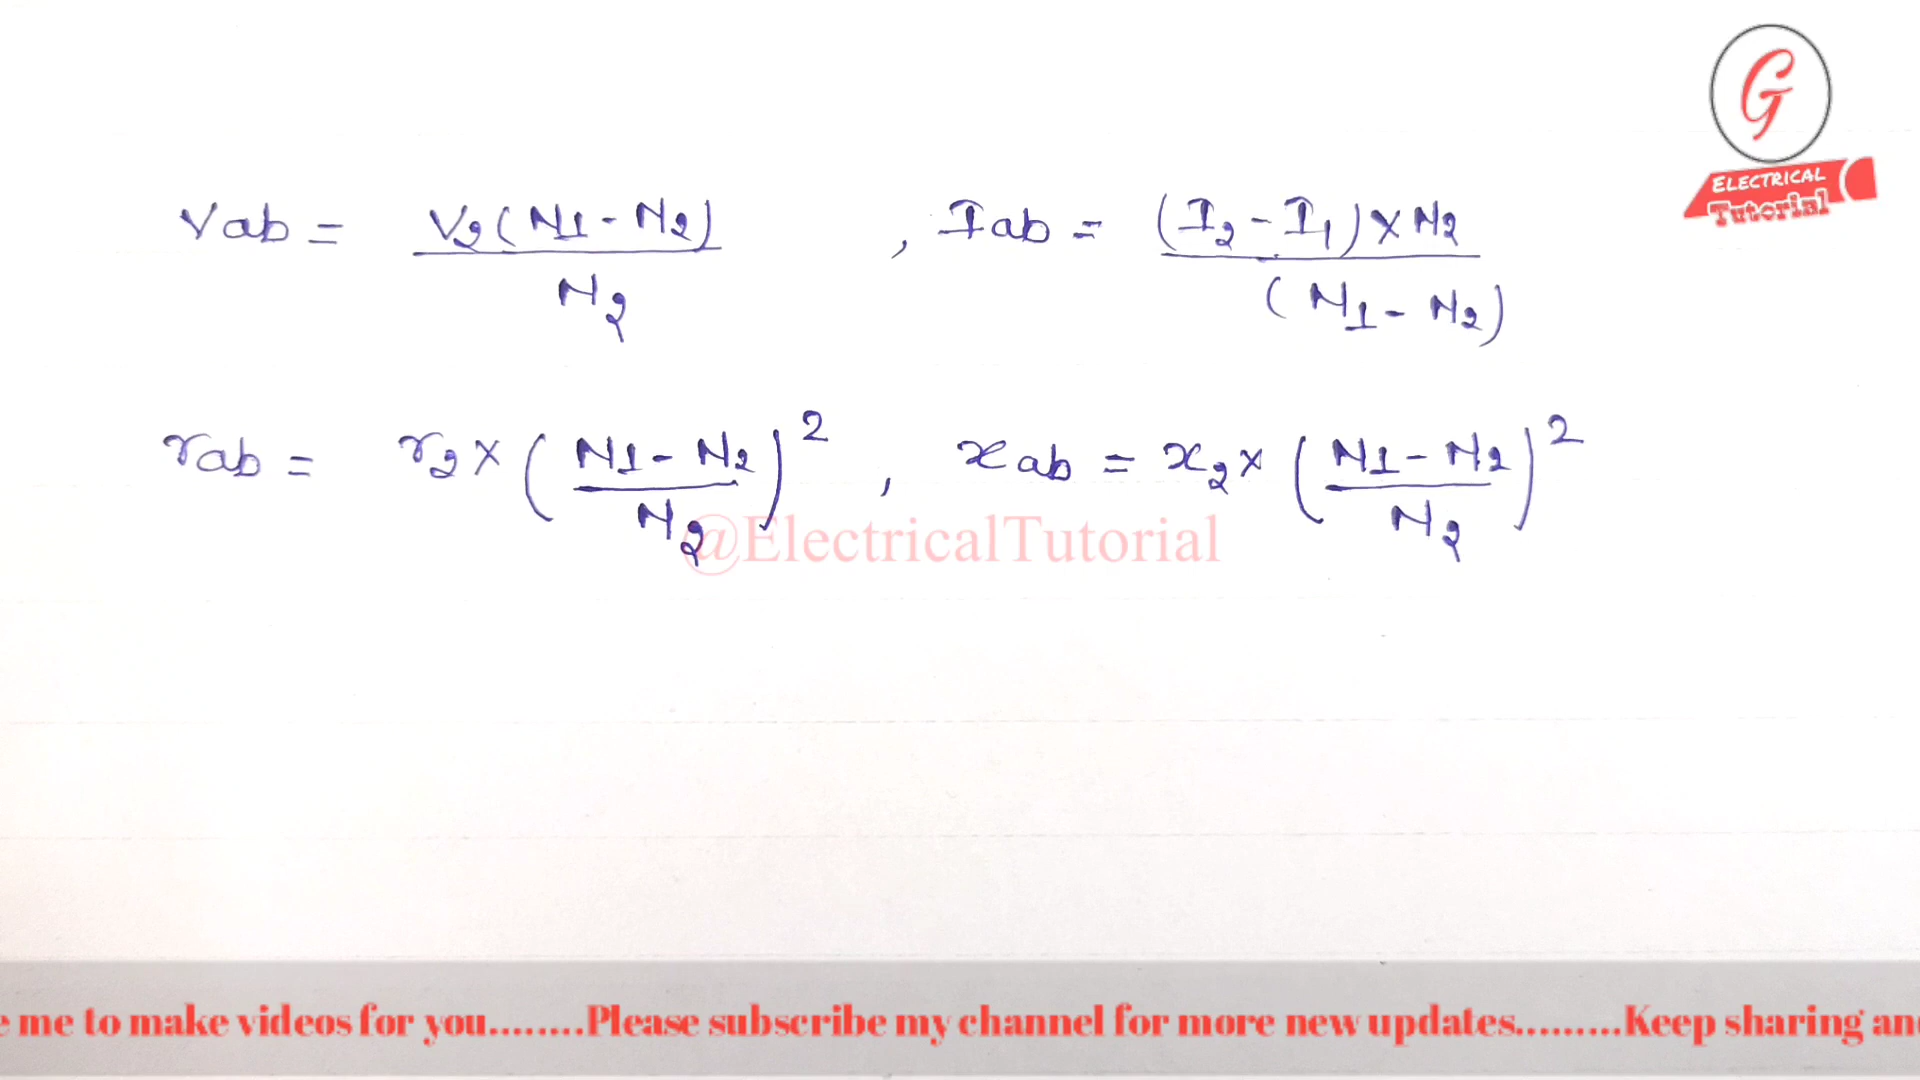 G
ELECTRICAL
Tutorial
Vab = V2(N1 - N2) / N2 , Iab = (I2 - I1) × N2 / (N1 - N2)
rab = r2 × ((N1 - N2) / N2)^2 , xab = x2 × ((N1 - N2) / N2)^2
@ElectricalTutorial
me to make videos for you........Please subscribe my channel for more new updates.........Keep sharing an